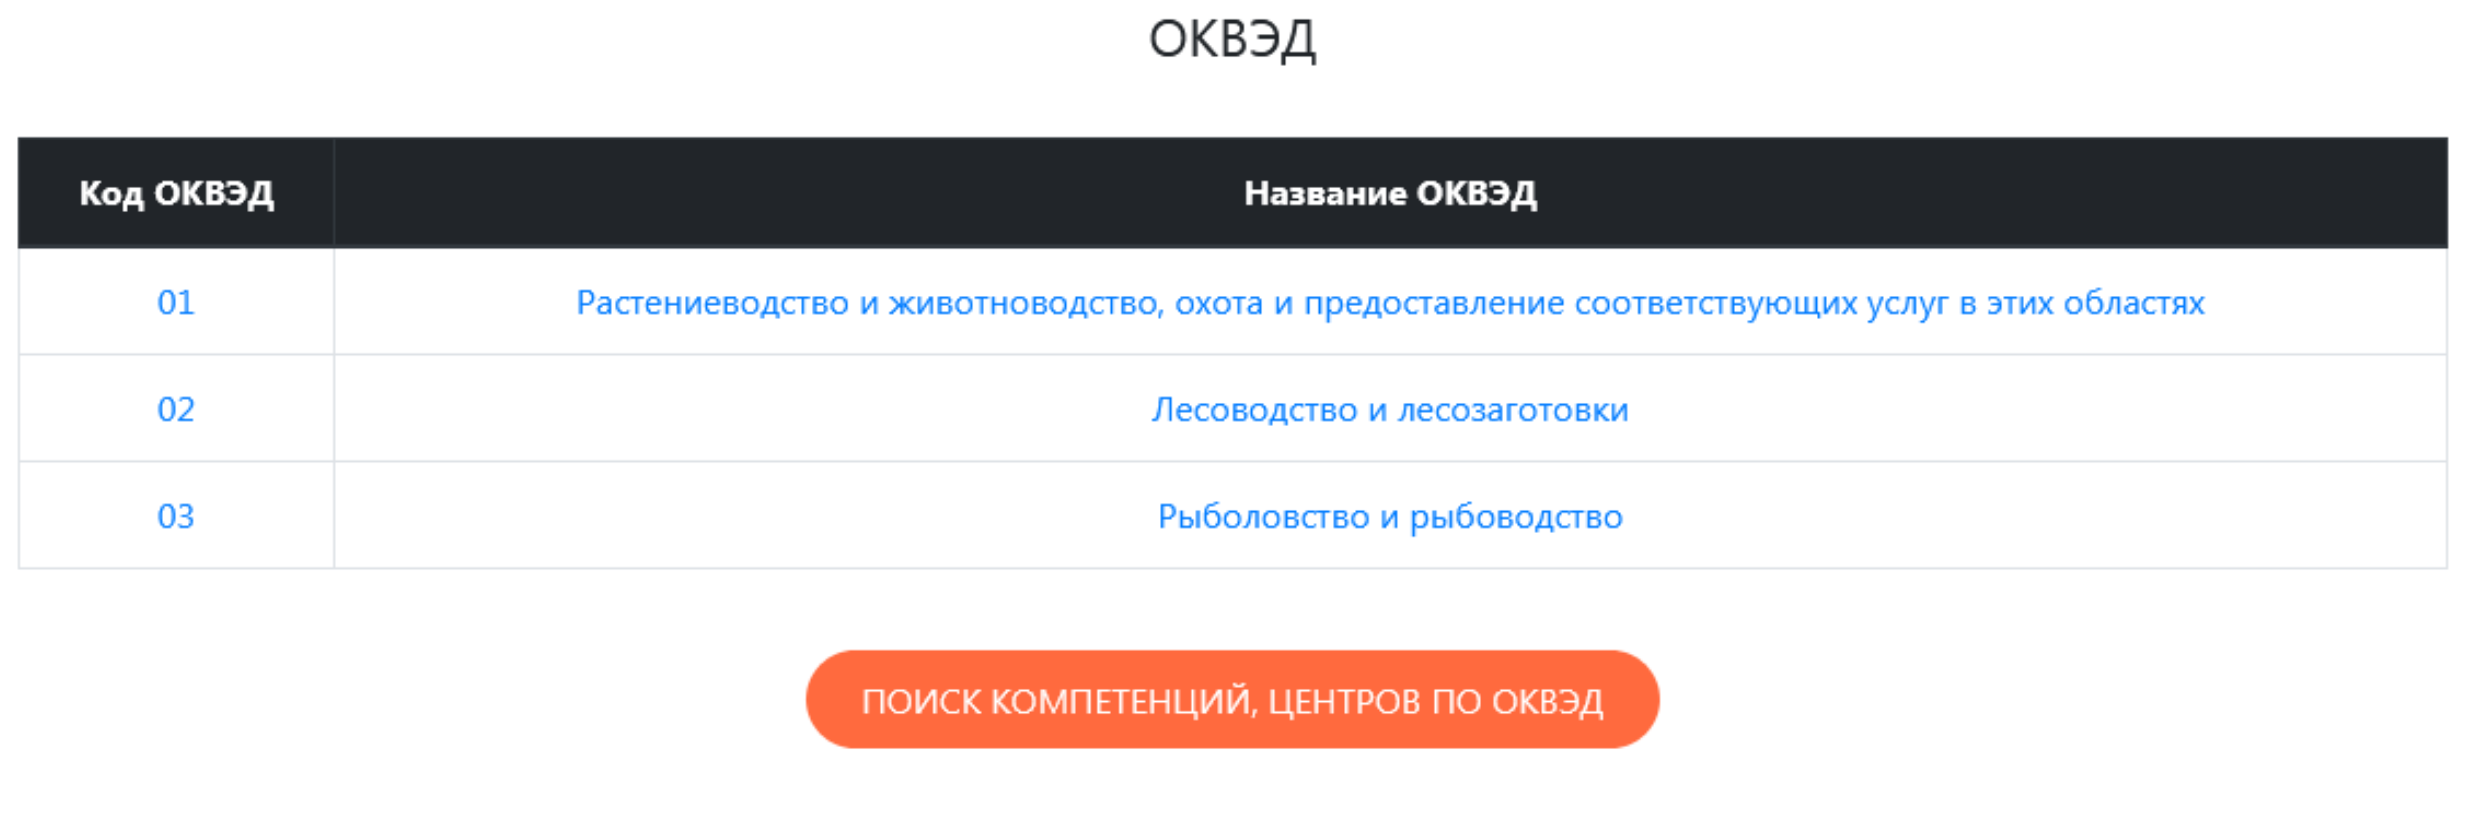 ОКВЭД
Код ОКВЭД Название ОКВЭД
01 Растениеводство и животноводство, охота и предоставление соответствующих услуг в этих областях
02 Лесоводство и лесозаготовки
03 Рыболовство и рыбоводство
ПОИСК КОМПЕТЕНЦИЙ, ЦЕНТРОВ ПО ОКВЭД